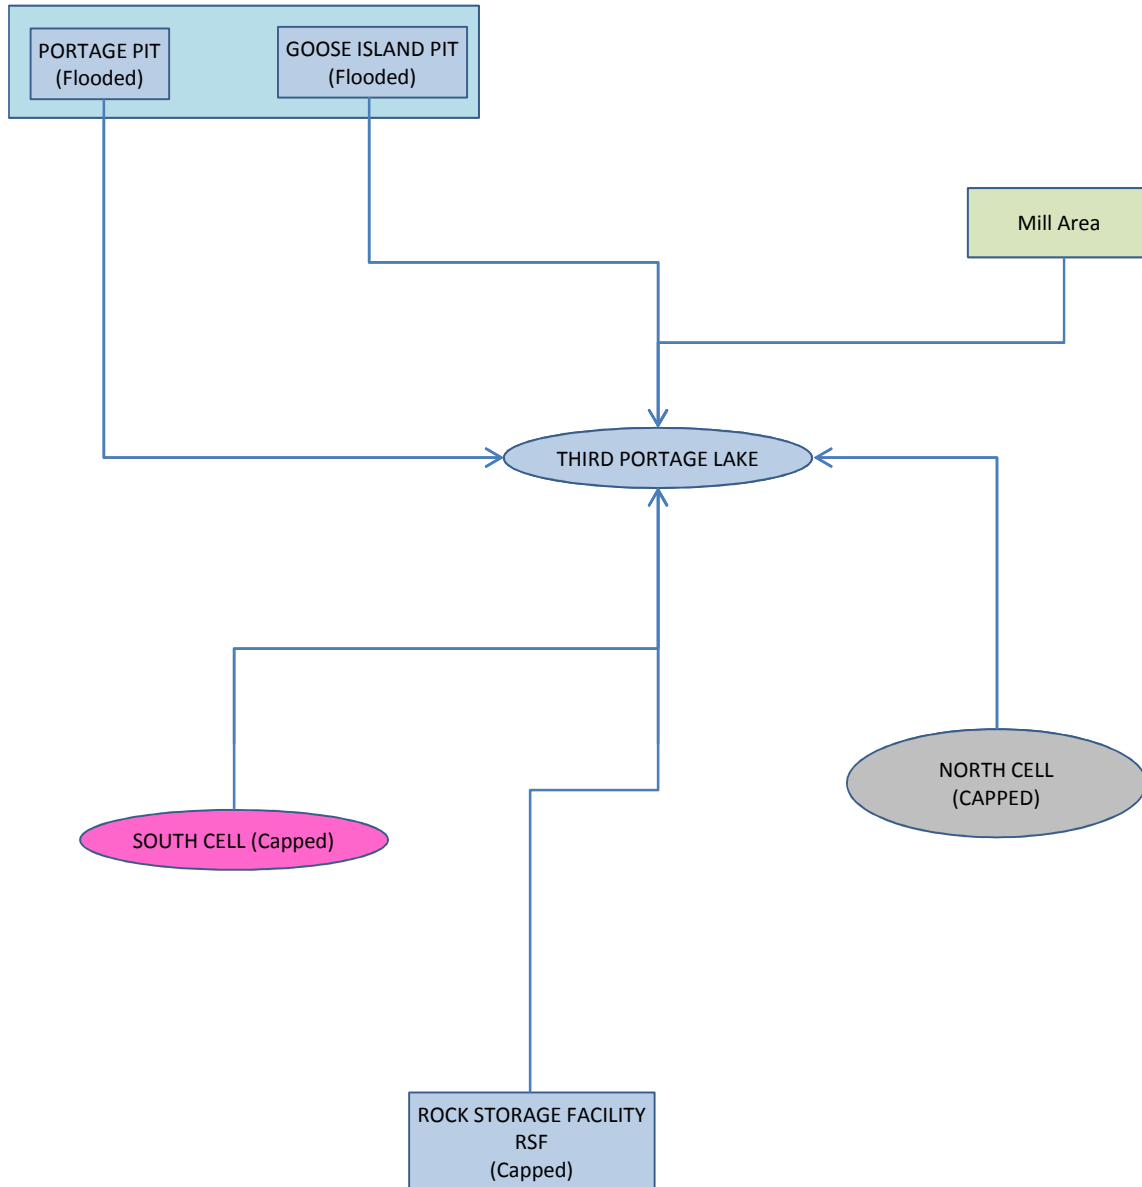 PORTAGE PIT
(Flooded)
GOOSE ISLAND PIT
(Flooded)
Mill Area
THIRD PORTAGE LAKE
NORTH CELL
(CAPPED)
SOUTH CELL (Capped)
ROCK STORAGE FACILITY
RSF
(Capped)